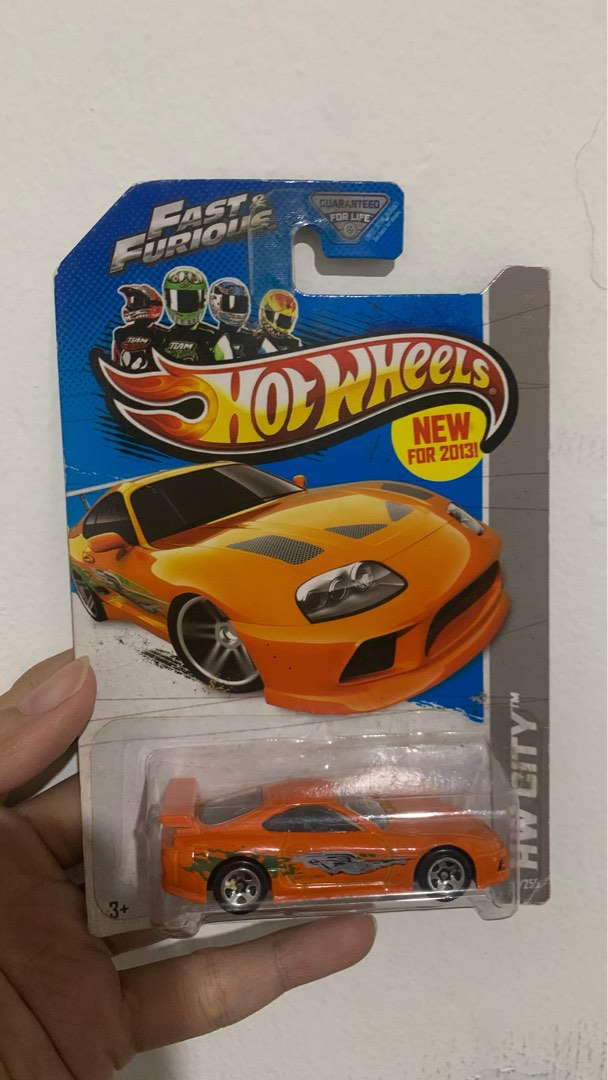 FAST &
FURIOUS
GUARANTEED
FOR LIFE
TEAM
TEAM
HOT WHEELS
NEW
FOR 2013!
HW CITY™
3+